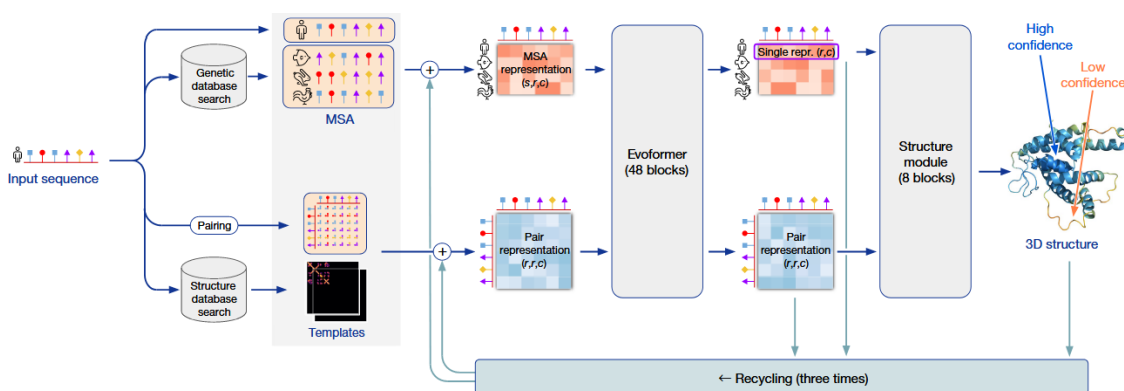 High
confidence
Low
confidence
Genetic
database
search
MSA
MSA
representation
(s,r,c)
Single repr. (r,c)
Input sequence
Evoformer
(48 blocks)
Structure
module
(8 blocks)
Pairing
Pair
representation
(r,r,c)
Pair
representation
(r,r,c)
3D structure
Structure
database
search
Templates
← Recycling (three times)